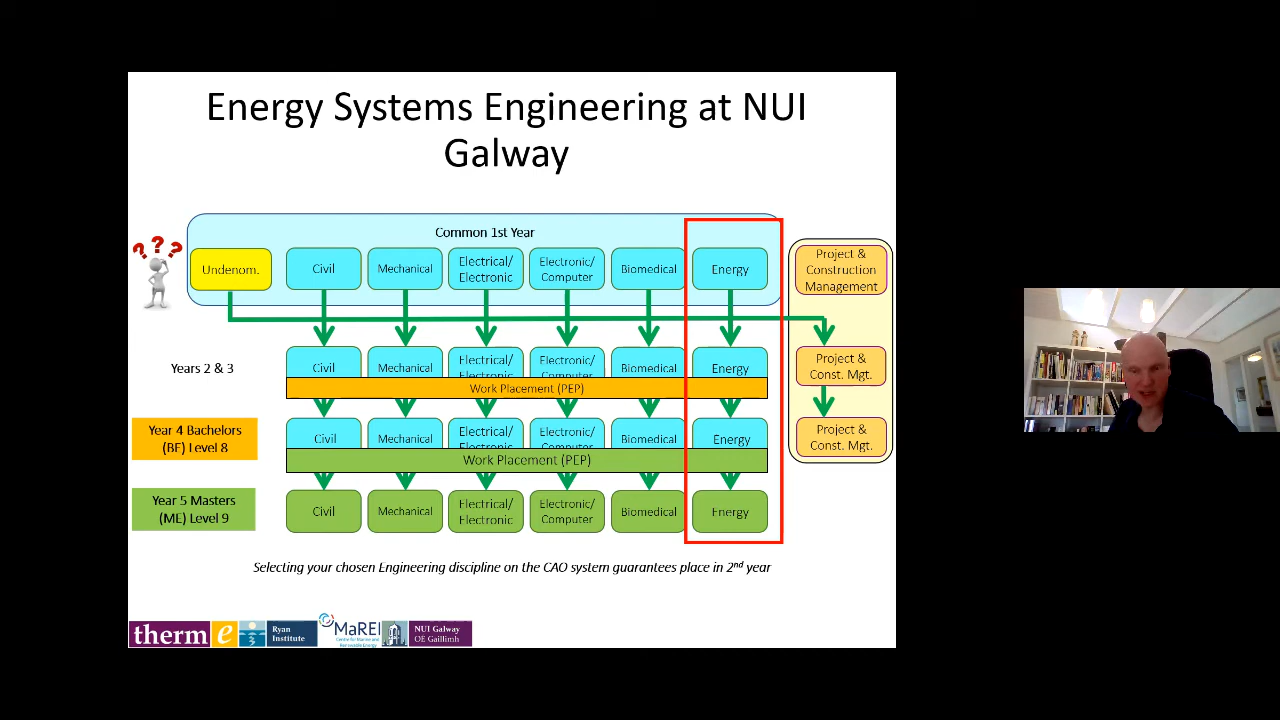 Energy Systems Engineering at NUI
Galway
Common 1st Year
? ? ?
Undenom.
Civil
Mechanical
Electrical/
Electronic
Electronic/
Computer
Biomedical
Energy
Project &
Construction
Management
Years 2 & 3
Civil
Mechanical
Electrical/
Electronic
Electronic/
Computer
Biomedical
Energy
Project &
Const. Mgt.
Work Placement (PEP)
Year 4 Bachelors
(BE) Level 8
Civil
Mechanical
Electrical/
Electronic
Electronic/
Computer
Biomedical
Energy
Project &
Const. Mgt.
Work Placement (PEP)
Year 5 Masters
(ME) Level 9
Civil
Mechanical
Electrical/
Electronic
Electronic/
Computer
Biomedical
Energy
Selecting your chosen Engineering discipline on the CAO system guarantees place in 2nd year
therm e
Ryan
Institute
MaREI
Centre for Marine and
Renewable Energy
NUI Galway
OÉ Gaillimh